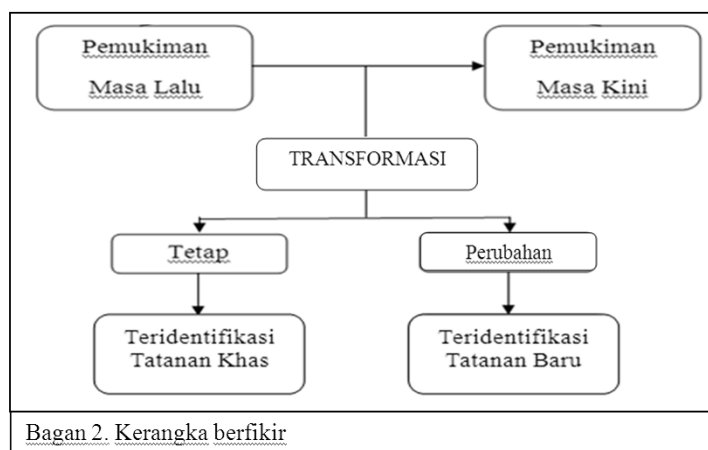 Pemukiman
Masa Lalu
Pemukiman
Masa Kini
TRANSFORMASI
Tetap
Perubahan
Teridentifikasi
Tatanan Khas
Teridentifikasi
Tatanan Baru
Bagan 2. Kerangka berfikir